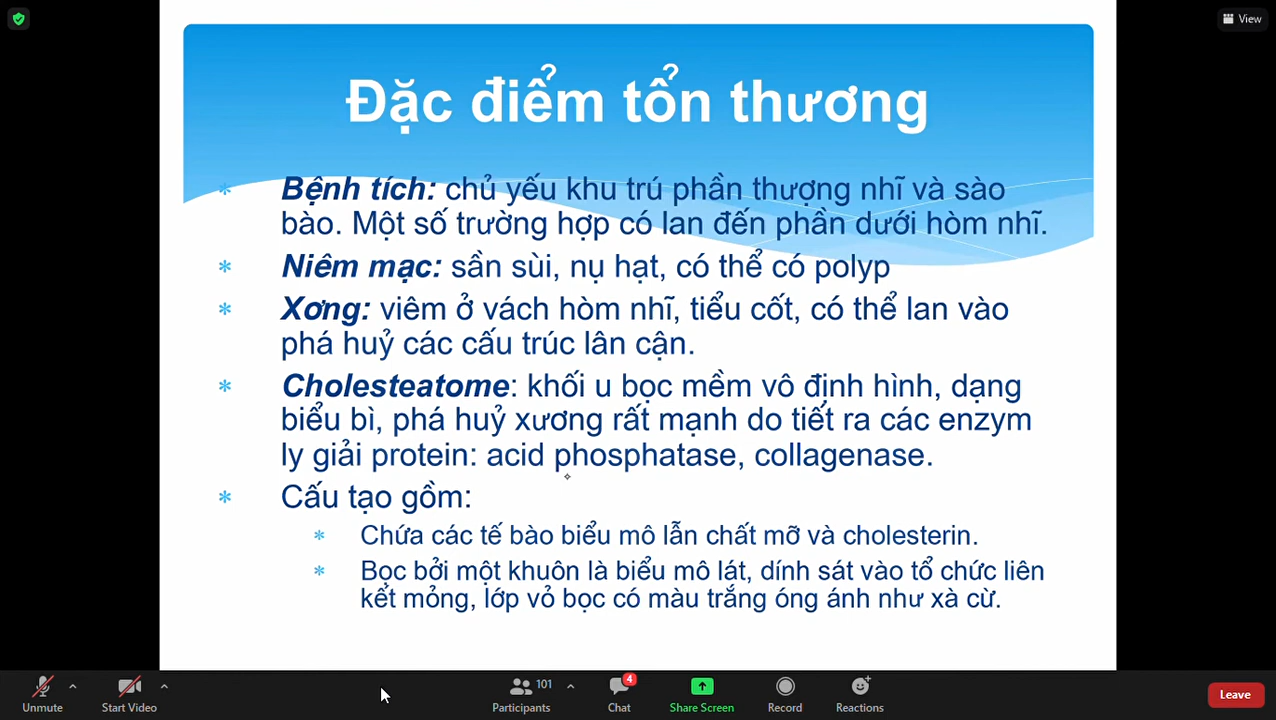 View
Đặc điểm tổn thương
Bệnh tích: chủ yếu khu trú phần thượng nhĩ và sào
bào. Một số trường hợp có lan đến phần dưới hòm nhĩ.
Niêm mạc: sần sùi, nụ hạt, có thể có polyp
Xơng: viêm ở vách hòm nhĩ, tiểu cốt, có thể lan vào
phá huỷ các cấu trúc lân cận.
Cholesteatome: khối u bọc mềm vô định hình, dạng
biểu bì, phá huỷ xương rất mạnh do tiết ra các enzym
ly giải protein: acid phosphatase, collagenase.
Cấu tạo gồm:
Chứa các tế bào biểu mô lẫn chất mỡ và cholesterin.
Bọc bởi một khuôn là biểu mô lát, dính sát vào tổ chức liên
kết mỏng, lớp vỏ bọc có màu trắng óng ánh như xà cừ.
Unmute
Start Video
Participants 101
Chat 4
Share Screen
Record
Reactions
Leave